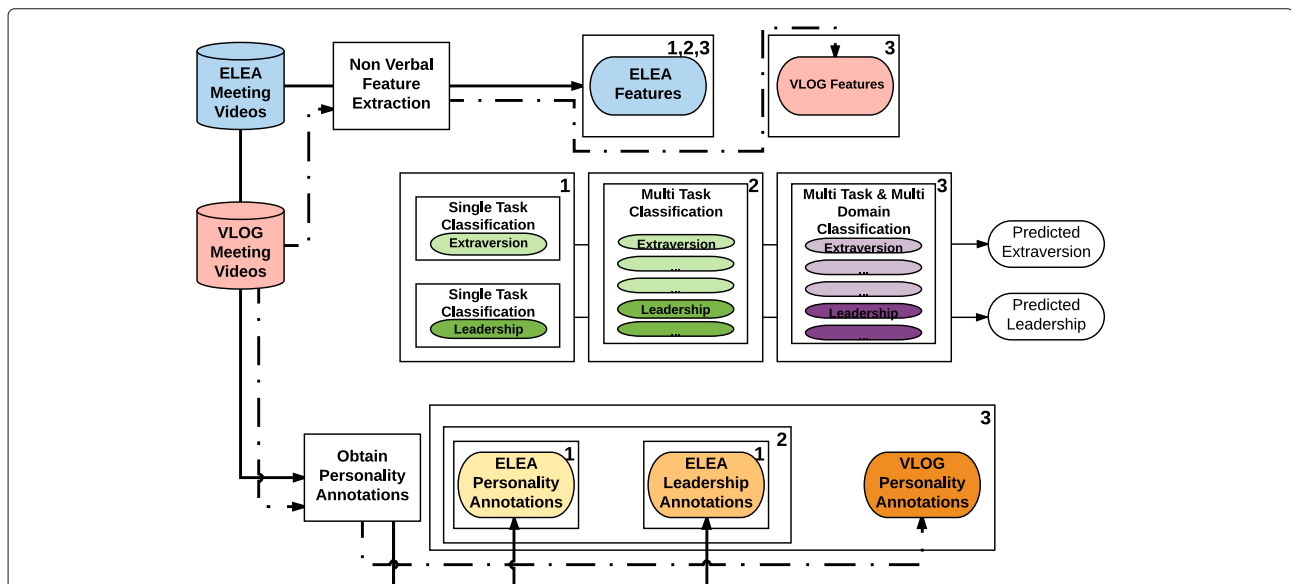 ELEA
Meeting
Videos
Non Verbal
Feature
Extraction
1,2,3
ELEA
Features
3
VLOG Features
VLOG
Meeting
Videos
1
Single Task
Classification
Extraversion
Single Task
Classification
Leadership
2
Multi Task
Classification
Extraversion
...
...
Leadership
...
3
Multi Task & Multi
Domain
Classification
Extraversion
...
...
Leadership
...
Predicted
Extraversion
Predicted
Leadership
Obtain
Personality
Annotations
3
2
1
ELEA
Personality
Annotations
1
ELEA
Leadership
Annotations
VLOG
Personality
Annotations